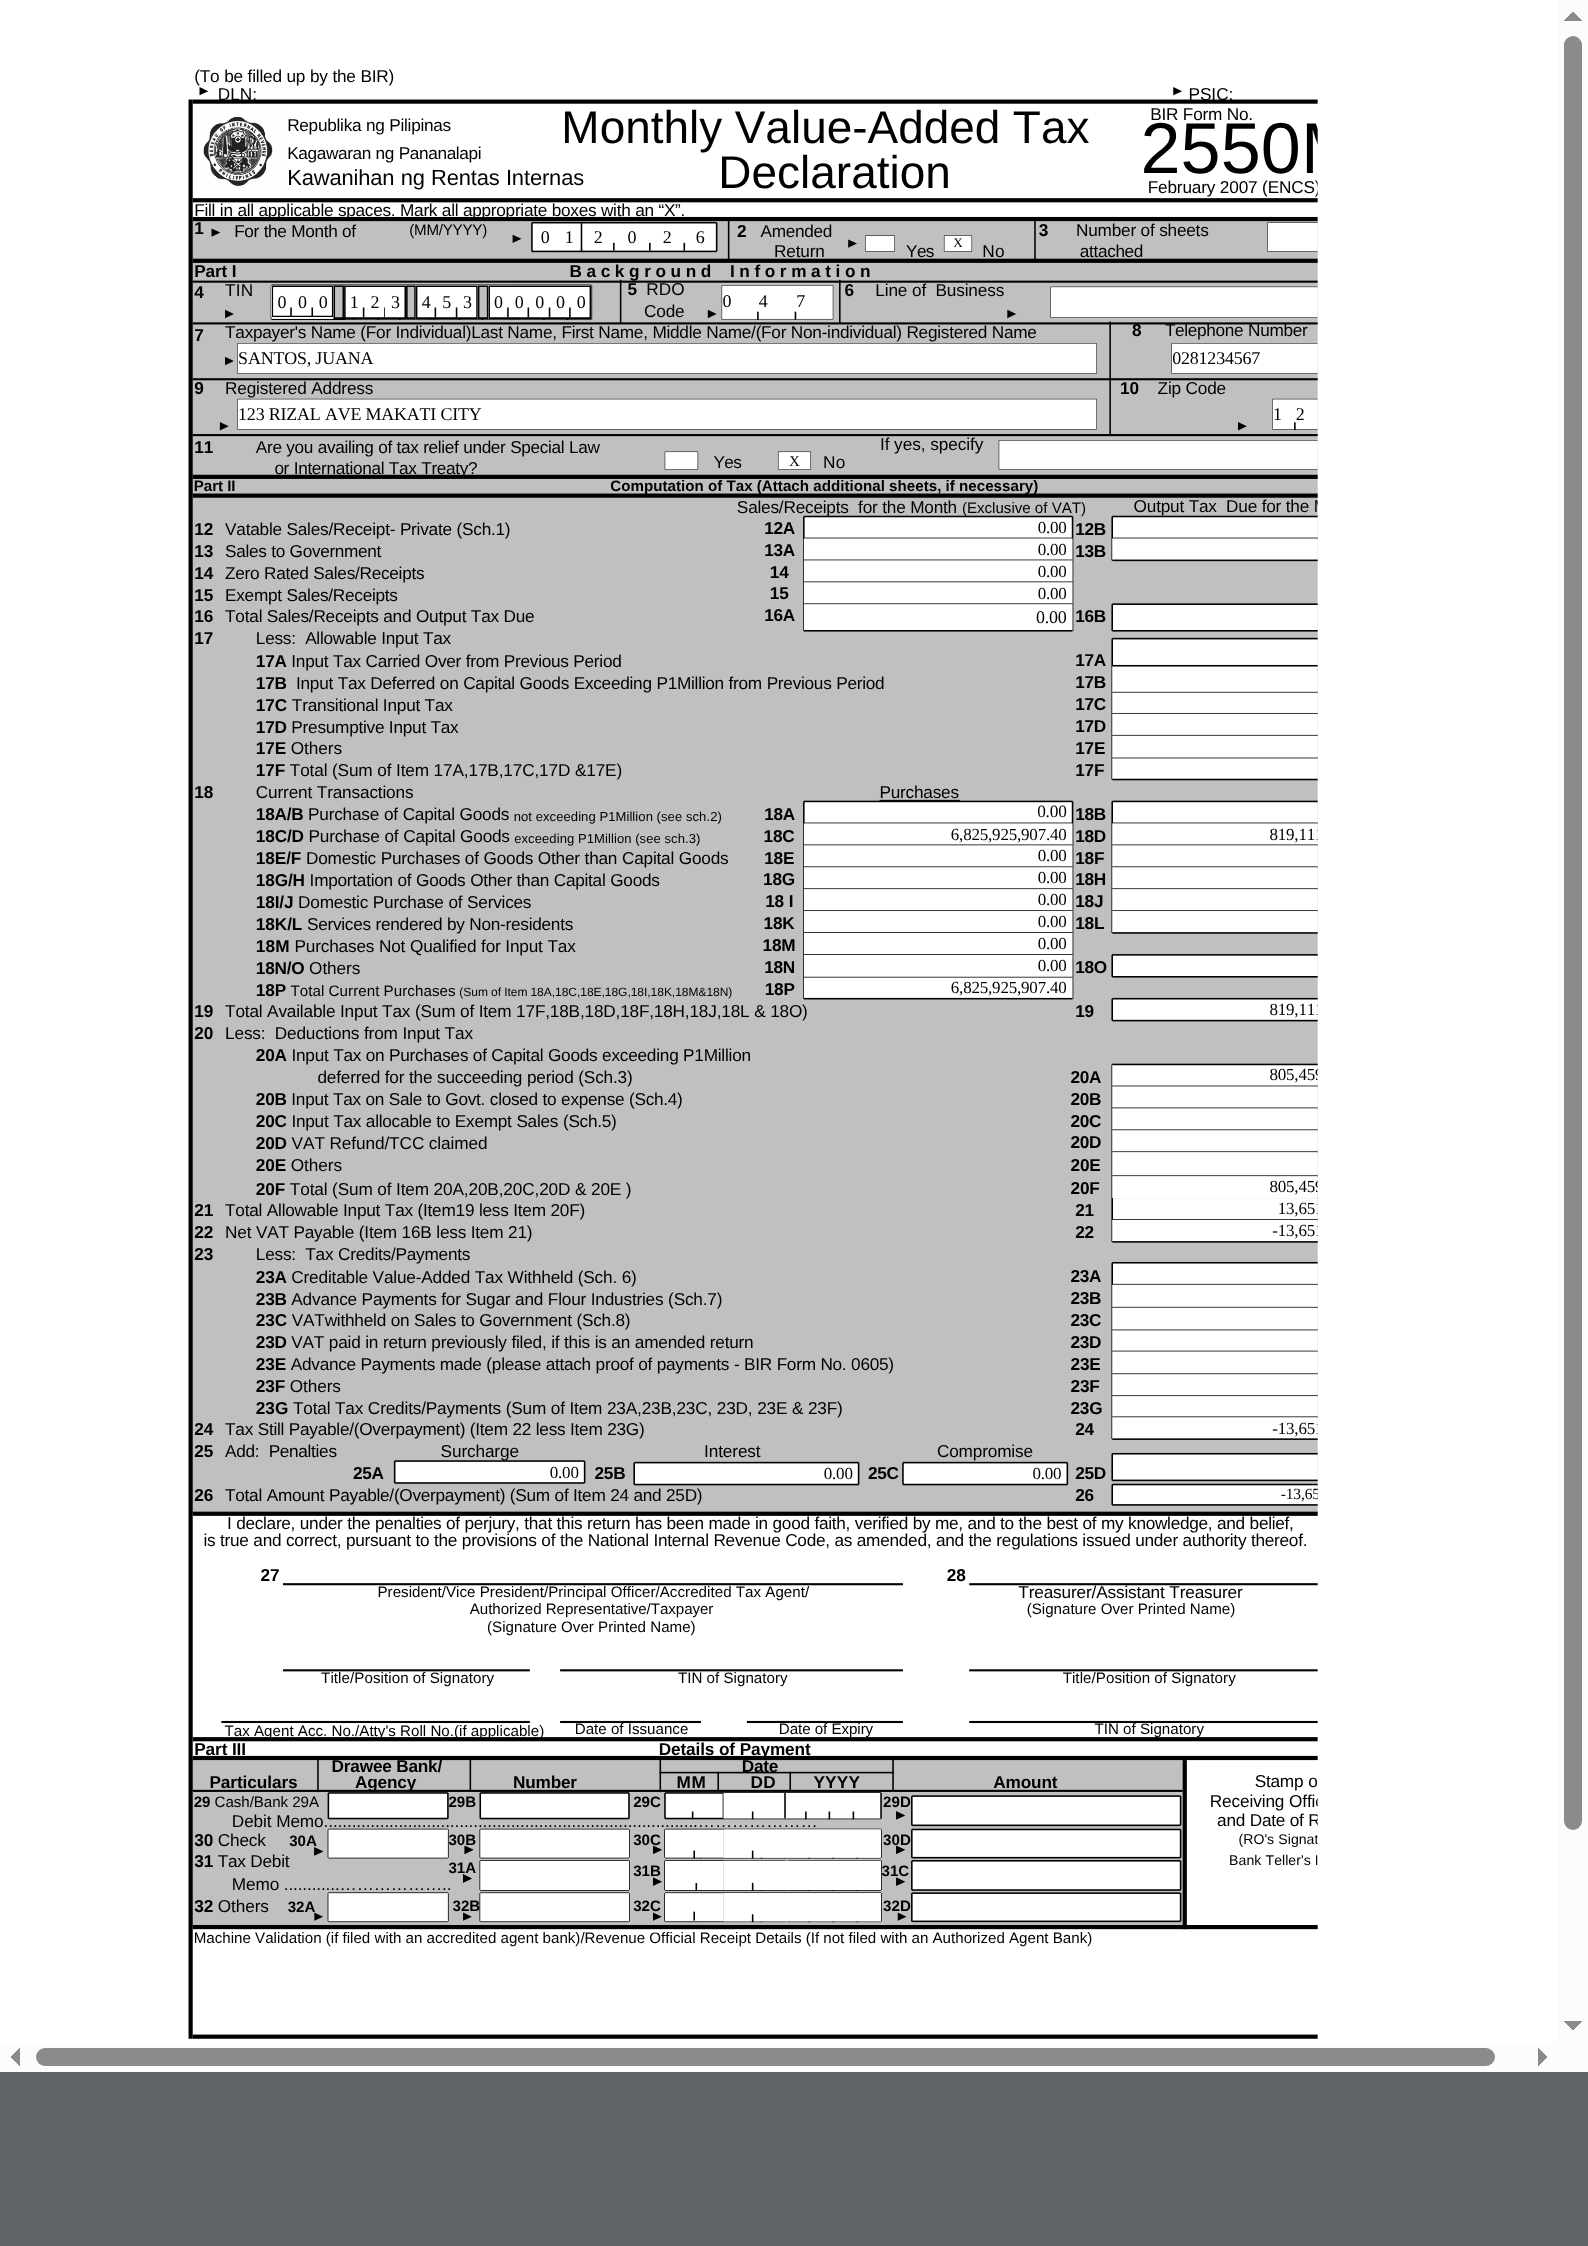 (To be filled up by the BIR)
DLN: PSIC:
Republika ng Pilipinas
Kagawaran ng Pananalapi
Kawanihan ng Rentas Internas
Monthly Value-Added Tax
Declaration
BIR Form No.
2550M
February 2007 (ENCS)
Fill in all applicable spaces. Mark all appropriate boxes with an “X”.
1 For the Month of (MM/YYYY) 0 1 2 0 2 6 2 Amended Return Yes X No 3 Number of sheets attached
Part I Background Information
4 TIN 0 0 0 1 2 3 4 5 3 0 0 0 0 0 5 RDO Code 0 4 7 6 Line of Business
7 Taxpayer's Name (For Individual)Last Name, First Name, Middle Name/(For Non-individual) Registered Name 8 Telephone Number
SANTOS, JUANA 0281234567
9 Registered Address 10 Zip Code
123 RIZAL AVE MAKATI CITY 1 2
11 Are you availing of tax relief under Special Law If yes, specify
or International Tax Treaty? Yes X No
Part II Computation of Tax (Attach additional sheets, if necessary)
Sales/Receipts for the Month (Exclusive of VAT) Output Tax Due for the
12 Vatable Sales/Receipt- Private (Sch.1) 12A 0.00 12B
13 Sales to Government 13A 0.00 13B
14 Zero Rated Sales/Receipts 14 0.00
15 Exempt Sales/Receipts 15 0.00
16 Total Sales/Receipts and Output Tax Due 16A 0.00 16B
17 Less: Allowable Input Tax
17A Input Tax Carried Over from Previous Period 17A
17B Input Tax Deferred on Capital Goods Exceeding P1Million from Previous Period 17B
17C Transitional Input Tax 17C
17D Presumptive Input Tax 17D
17E Others 17E
17F Total (Sum of Item 17A,17B,17C,17D &17E) 17F
18 Current Transactions Purchases
18A/B Purchase of Capital Goods not exceeding P1Million (see sch.2) 18A 0.00 18B
18C/D Purchase of Capital Goods exceeding P1Million (see sch.3) 18C 6,825,925,907.40 18D 819,11
18E/F Domestic Purchases of Goods Other than Capital Goods 18E 0.00 18F
18G/H Importation of Goods Other than Capital Goods 18G 0.00 18H
18I/J Domestic Purchase of Services 18 I 0.00 18J
18K/L Services rendered by Non-residents 18K 0.00 18L
18M Purchases Not Qualified for Input Tax 18M 0.00
18N/O Others 18N 0.00 18O
18P Total Current Purchases (Sum of Item 18A,18C,18E,18G,18I,18K,18M&18N) 18P 6,825,925,907.40
19 Total Available Input Tax (Sum of Item 17F,18B,18D,18F,18H,18J,18L & 18O) 19 819,11
20 Less: Deductions from Input Tax
20A Input Tax on Purchases of Capital Goods exceeding P1Million
deferred for the succeeding period (Sch.3) 20A 805,459
20B Input Tax on Sale to Govt. closed to expense (Sch.4) 20B
20C Input Tax allocable to Exempt Sales (Sch.5) 20C
20D VAT Refund/TCC claimed 20D
20E Others 20E
20F Total (Sum of Item 20A,20B,20C,20D & 20E ) 20F 805,459
21 Total Allowable Input Tax (Item19 less Item 20F) 21 13,651
22 Net VAT Payable (Item 16B less Item 21) 22 -13,651
23 Less: Tax Credits/Payments
23A Creditable Value-Added Tax Withheld (Sch. 6) 23A
23B Advance Payments for Sugar and Flour Industries (Sch.7) 23B
23C VATwithheld on Sales to Government (Sch.8) 23C
23D VAT paid in return previously filed, if this is an amended return 23D
23E Advance Payments made (please attach proof of payments - BIR Form No. 0605) 23E
23F Others 23F
23G Total Tax Credits/Payments (Sum of Item 23A,23B,23C, 23D, 23E & 23F) 23G
24 Tax Still Payable/(Overpayment) (Item 22 less Item 23G) 24 -13,651
25 Add: Penalties Surcharge Interest Compromise
25A 0.00 25B 0.00 25C 0.00 25D
26 Total Amount Payable/(Overpayment) (Sum of Item 24 and 25D) 26 -13,65
I declare, under the penalties of perjury, that this return has been made in good faith, verified by me, and to the best of my knowledge, and belief,
is true and correct, pursuant to the provisions of the National Internal Revenue Code, as amended, and the regulations issued under authority thereof.
27 28
President/Vice President/Principal Officer/Accredited Tax Agent/ Treasurer/Assistant Treasurer
Authorized Representative/Taxpayer (Signature Over Printed Name)
(Signature Over Printed Name)
Title/Position of Signatory TIN of Signatory Title/Position of Signatory
Tax Agent Acc. No./Atty's Roll No.(if applicable) Date of Issuance Date of Expiry TIN of Signatory
Part III Details of Payment
Particulars Drawee Bank/ Agency Number Date MM DD YYYY Amount
Stamp o
Receiving Offi
and Date of R
(RO's Signat
Bank Teller's I
29 Cash/Bank 29A 29B 29C 29D
Debit Memo
30 Check 30A 30B 30C 30D
31 Tax Debit 31A 31B 31C
Memo
32 Others 32A 32B 32C 32D
Machine Validation (if filed with an accredited agent bank)/Revenue Official Receipt Details (If not filed with an Authorized Agent Bank)